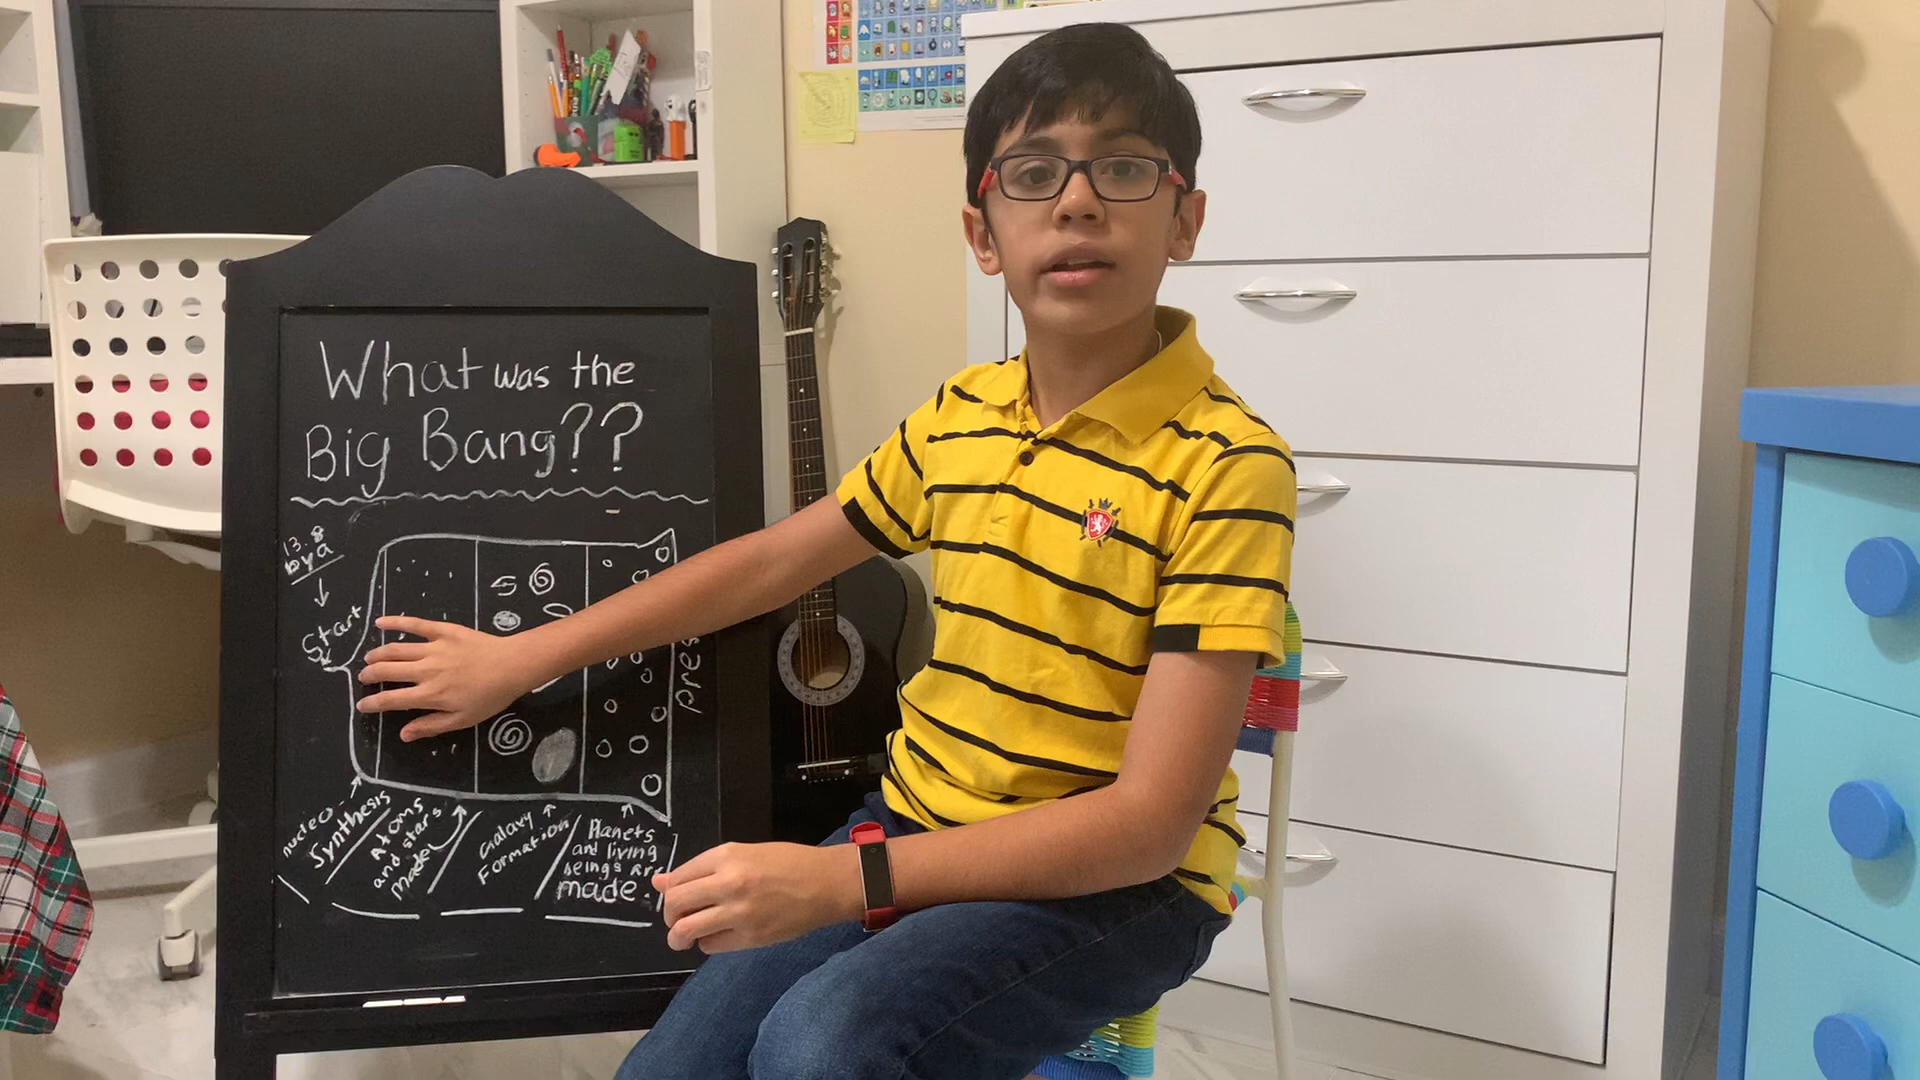 What was the
Big Bang??
13.8
bya
Start
pres
nucleo-
Synthesis
Atoms
and stars
Made
Galaxy
Formation
Planets
and living
beings are
made.